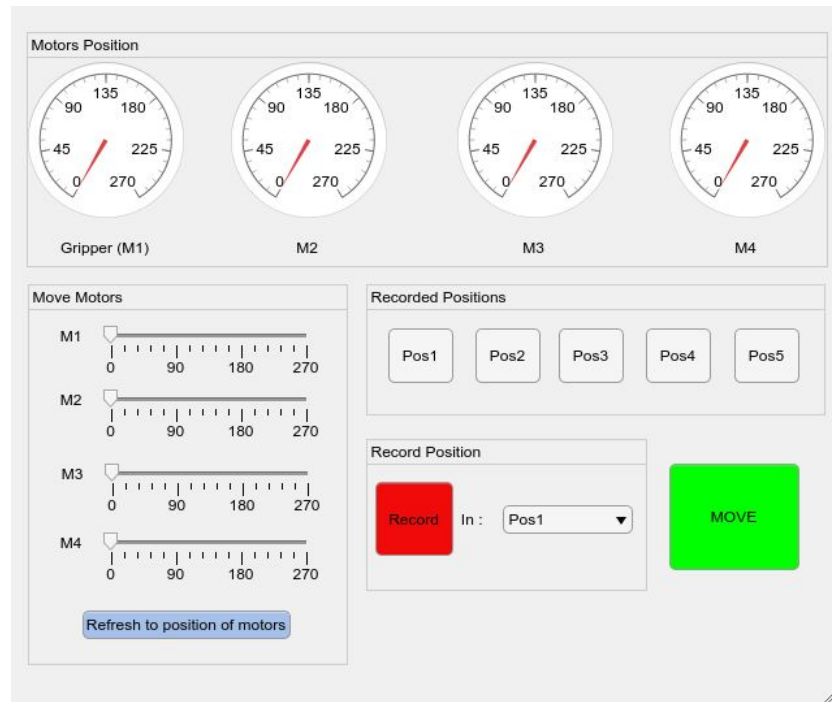 Motors Position
0 45 90 135 180 225 270
0 45 90 135 180 225 270
0 45 90 135 180 225 270
0 45 90 135 180 225 270
Gripper (M1) M2 M3 M4
Move Motors
M1
0 90 180 270
M2
0 90 180 270
M3
0 90 180 270
M4
0 90 180 270
Refresh to position of motors
Recorded Positions
Pos1 Pos2 Pos3 Pos4 Pos5
Record Position
Record In : Pos1
MOVE